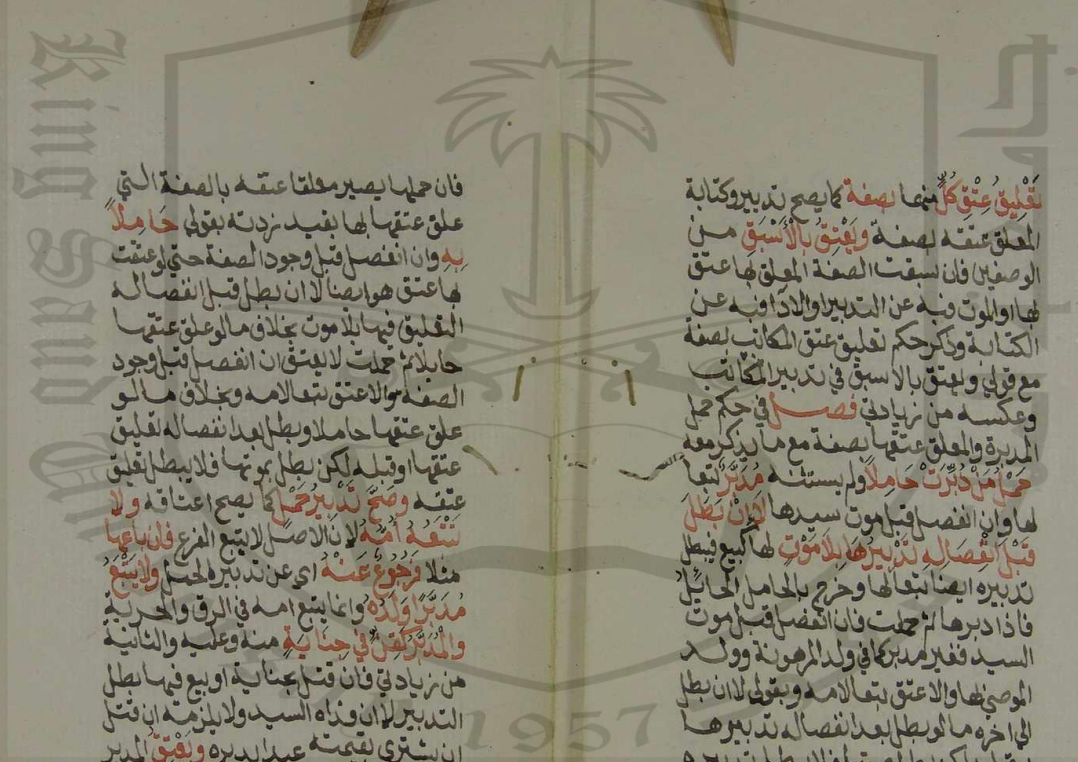 تعليق عتق كل منهما بصفة كما يصح تدبير وكتابة
المعلق عتقه بصفة ويعتق بالأسبق من
الوصفين فان سبقت الصفة المعلق بها عتق
بها او الموت فبه عن التدبير او الاداء فبه عن
الكتابة وذكر حكم تعليق عتق المكاتب بصفة
مع قولي ويعتق بالاسبق في تدبير المكاتب
وعكسه من زيادتي فصل في حكم حمل
المدبرة والمعلق عتقها بصفة مع ما يذكر معه
حمل من دبرت حاملا ولم يستثنه مدبر تبعا
لها وان انفصل قبل موت سيدها لا ان بطل
قبل انفصاله تدبيرها بلا موت لها كبيع فيبطل
تدبيره ايضا تبعا لها وخرج بالحامل الحايل
فاذا دبرها ثم حملت فان انفصل قبل موت
السيد فغير مدبر كما في ولد المرهونة وولد
الموصى بها والا عتق تبعا لامه وبقولي لا ان بطل
الى اخره ما لو بطل بعد انفصاله تدبيرها
فان حملها يصير معلقا عتقه بالصفة التي
علق عتقها بها بقيد زدته بقولي حاملا
به وان انفصل قبل وجود الصفة حتى لو عتقت
بها عتق هو ايضا لا ان بطل قبل انفصاله
التعليق فيها بلا موت بخلاف ما لو علق عتقها
حايلا ثم حملت لا يعتق ان انفصل قبل وجود
الصفة والا عتق تبعا لامه وبخلاف ما لو
علق عتقها حاملا وبطل بعد انفصاله تعليق
عتقها او قبله لكن بطل بموتها فلا يبطل تعليق
عتقه وصح تدبير حمل كما يصح اعتاقه ولا
تتبعه امه لان الاصل لا يتبع الفرع فان باعها
مثلا فرجوع عنه اي عن تدبيره الحمل ولا يتبع
مدبرا ولده وانما يتبع امه في الرق والحرية
والمدبر كقن في جناية منه وعليه والثانية
من زيادتي فان قتل بجناية او بيع فيها بطل
التدبير لا ان فداه السيد ولا يلزمه ان قتل
ان يشتري بقيمته عبدا يدبره ويعتق المدبر